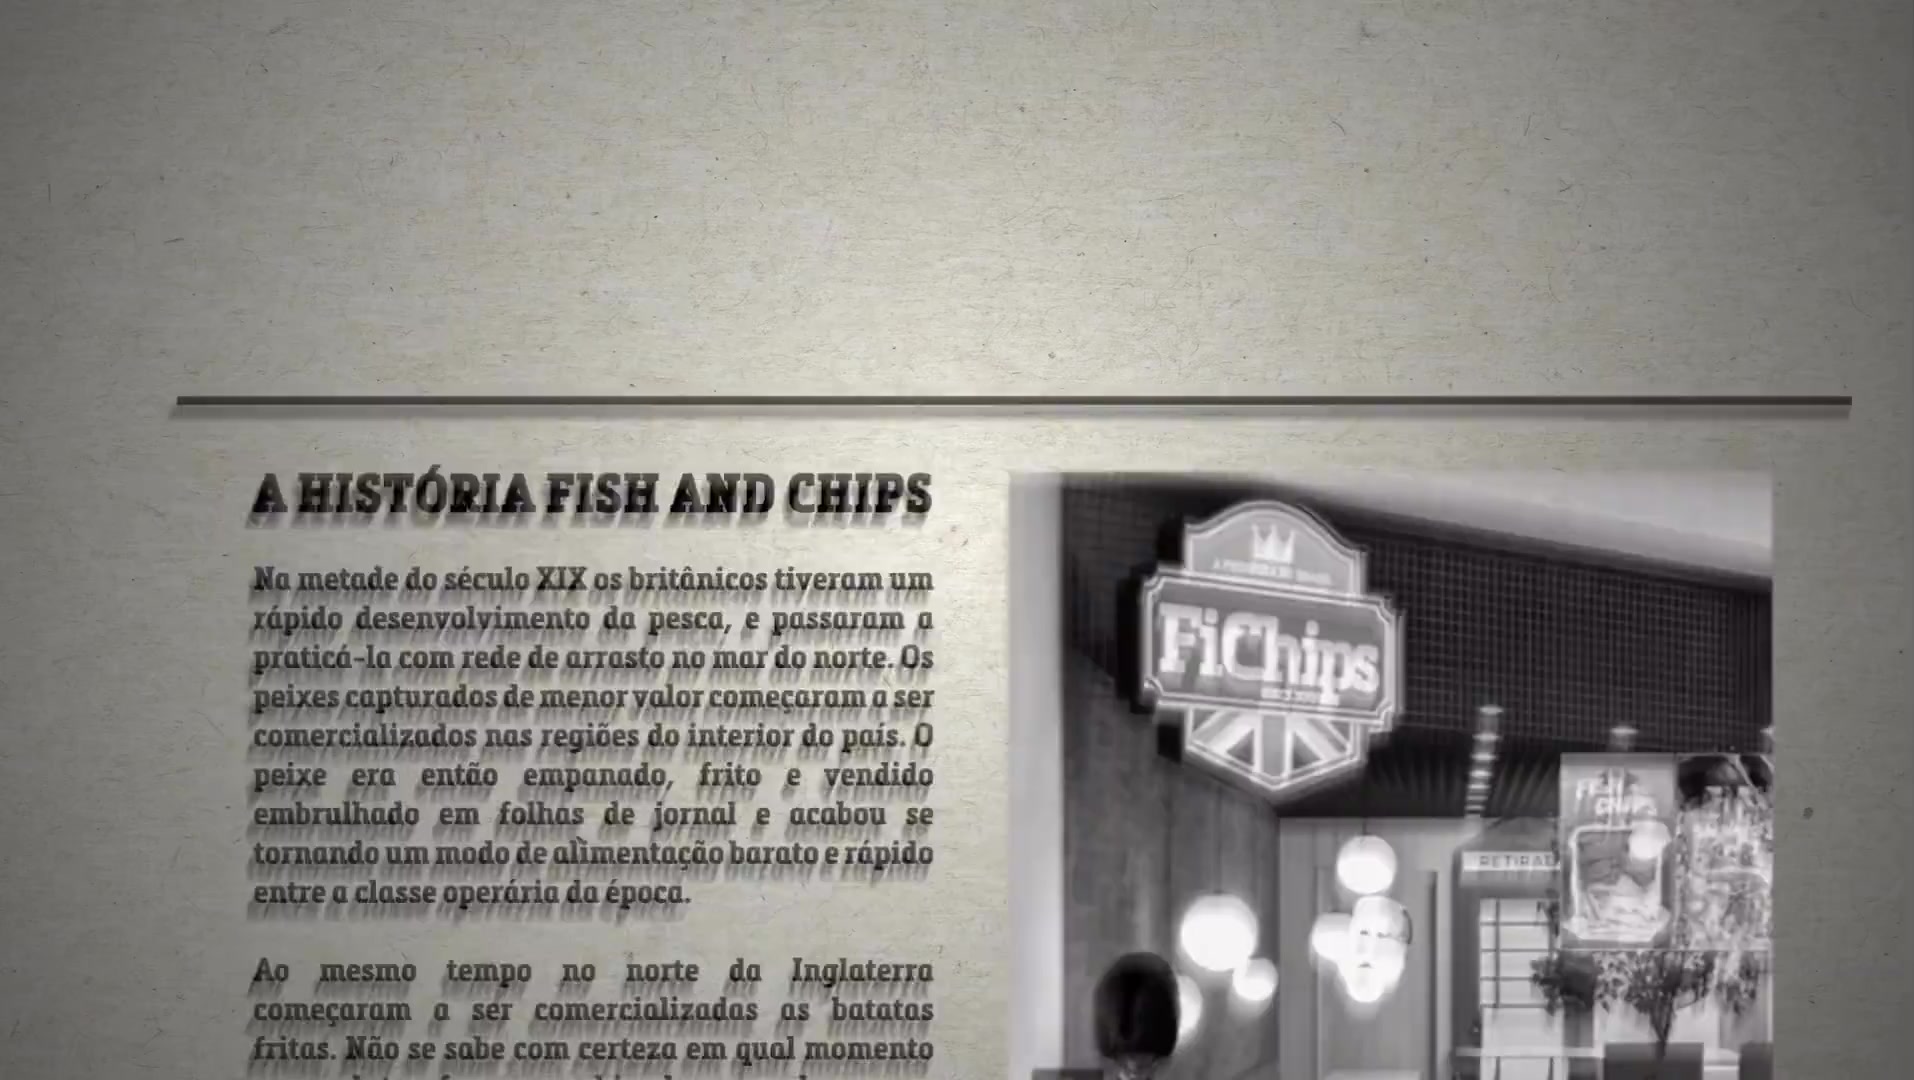 A HISTÓRIA FISH AND CHIPS
Na metade do século XIX os britânicos tiveram um
rápido desenvolvimento da pesca, e passaram a
praticá-la com rede de arrasto no mar do norte. Os
peixes capturados de menor valor começaram a ser
comercializados nas regiões do interior do país. O
peixe era então empanado, frito e vendido
embrulhado em folhas de jornal e acabou se
tornando um modo de alimentação barato e rápido
entre a classe operária da época.
Ao mesmo tempo no norte da Inglaterra
começaram a ser comercializadas as batatas
fritas. Não se sabe com certeza em qual momento
FiChips
FISH
CHIPS
RETIRAD